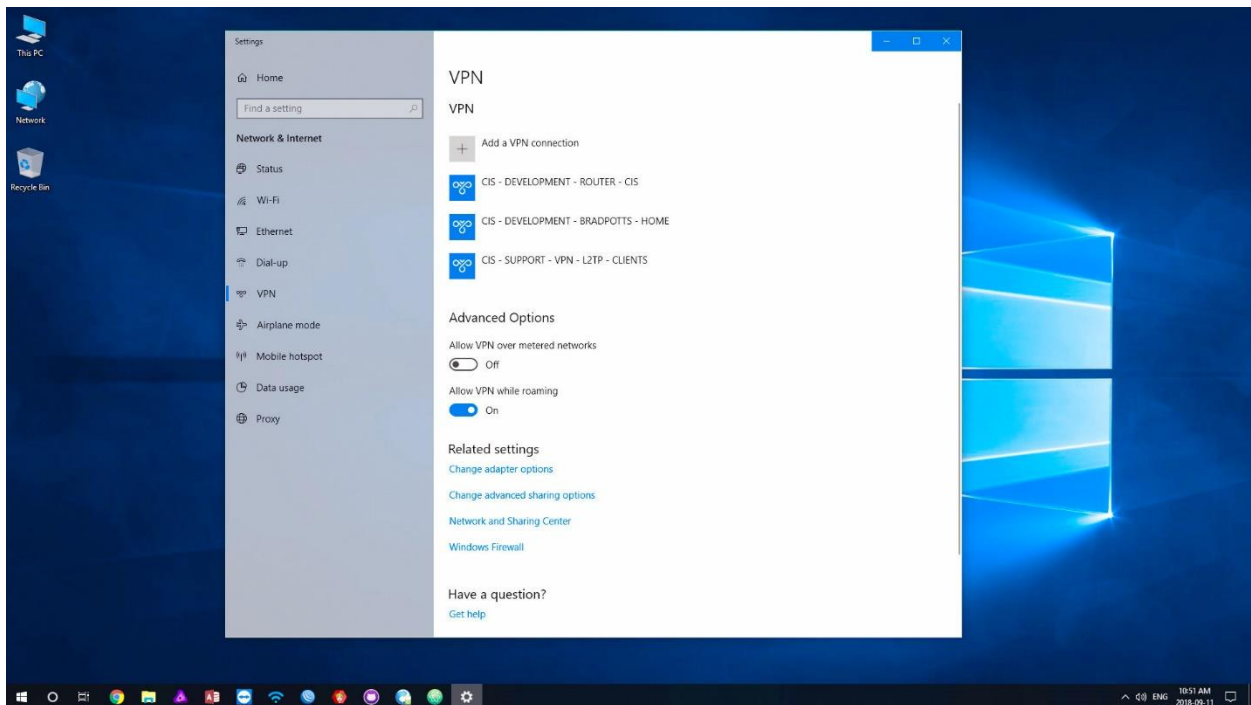 This PC
Network
Recycle Bin
Settings
Home
Find a setting
Network & Internet
Status
Wi-Fi
Ethernet
Dial-up
VPN
Airplane mode
Mobile hotspot
Data usage
Proxy
VPN
VPN
Add a VPN connection
CIS - DEVELOPMENT - ROUTER - CIS
CIS - DEVELOPMENT - BRADPOTTS - HOME
CIS - SUPPORT - VPN - L2TP - CLIENTS
Advanced Options
Allow VPN over metered networks
Off
Allow VPN while roaming
On
Related settings
Change adapter options
Change advanced sharing options
Network and Sharing Center
Windows Firewall
Have a question?
Get help
ENG
10:51 AM
2018-09-11